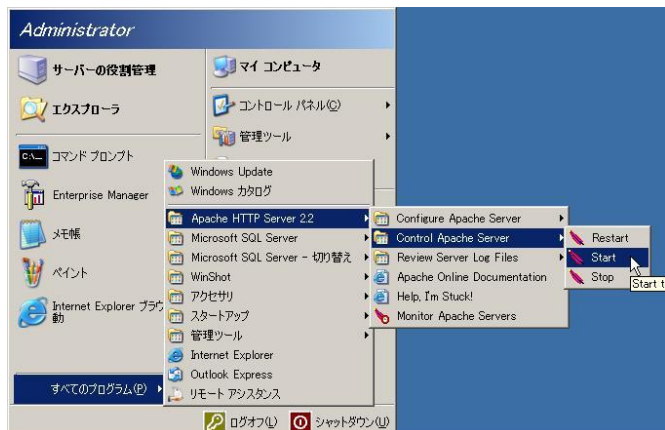 Administrator
サーバーの役割管理
エクスプローラ
コマンド プロンプト
Enterprise Manager
メモ帳
ペイント
Internet Explorer ブラウ
動
すべてのプログラム(P)
マイ コンピュータ
コントロール パネル(C)
管理ツール
Windows Update
Windows カタログ
Apache HTTP Server 2.2
Microsoft SQL Server
Microsoft SQL Server - 切り替え
WinShot
アクセサリ
スタートアップ
管理ツール
Internet Explorer
Outlook Express
リモート アシスタンス
Configure Apache Server
Control Apache Server
Review Server Log Files
Apache Online Documentation
Help, I'm Stuck!
Monitor Apache Servers
Restart
Start
Stop
Start t
ログオフ(L)
シャットダウン(U)